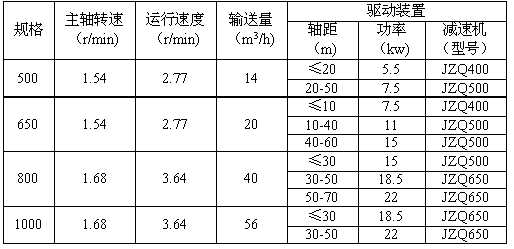 规格 主轴转速 (r/min) 运行速度 (r/min) 输送量 (m³/h) 驱动装置
轴距 (m) 功率 (kw) 减速机 (型号)
500 1.54 2.77 14 ≤20 5.5 JZQ400
20-50 7.5 JZQ500
650 1.54 2.77 20 ≤10 7.5 JZQ400
10-40 11 JZQ500
40-60 15 JZQ500
800 1.68 3.64 40 ≤30 15 JZQ500
30-50 18.5 JZQ650
50-70 22 JZQ650
1000 1.68 3.64 56 ≤30 18.5 JZQ650
30-50 22 JZQ650